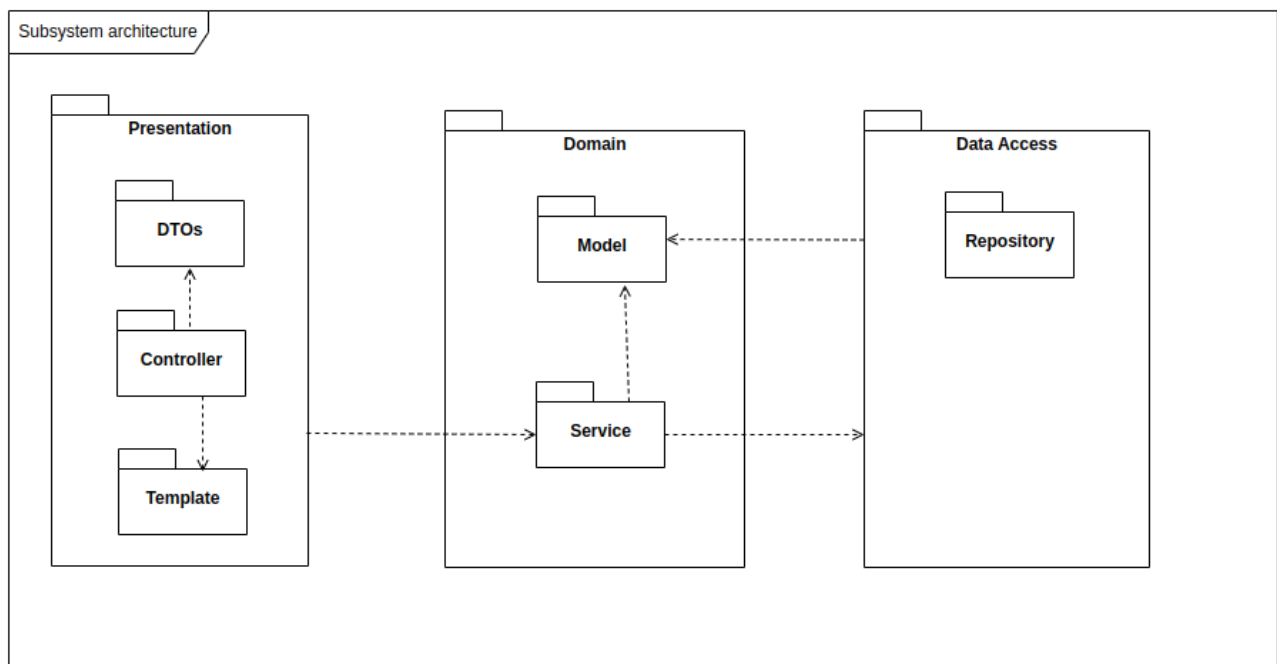 Subsystem architecture
Presentation
DTOs
Controller
Template
Domain
Model
Service
Data Access
Repository